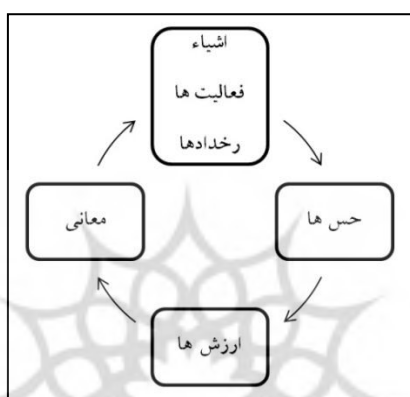 اشیاء
فعالیت ها
رخدادها
حس ها
معانی
ارزش ها